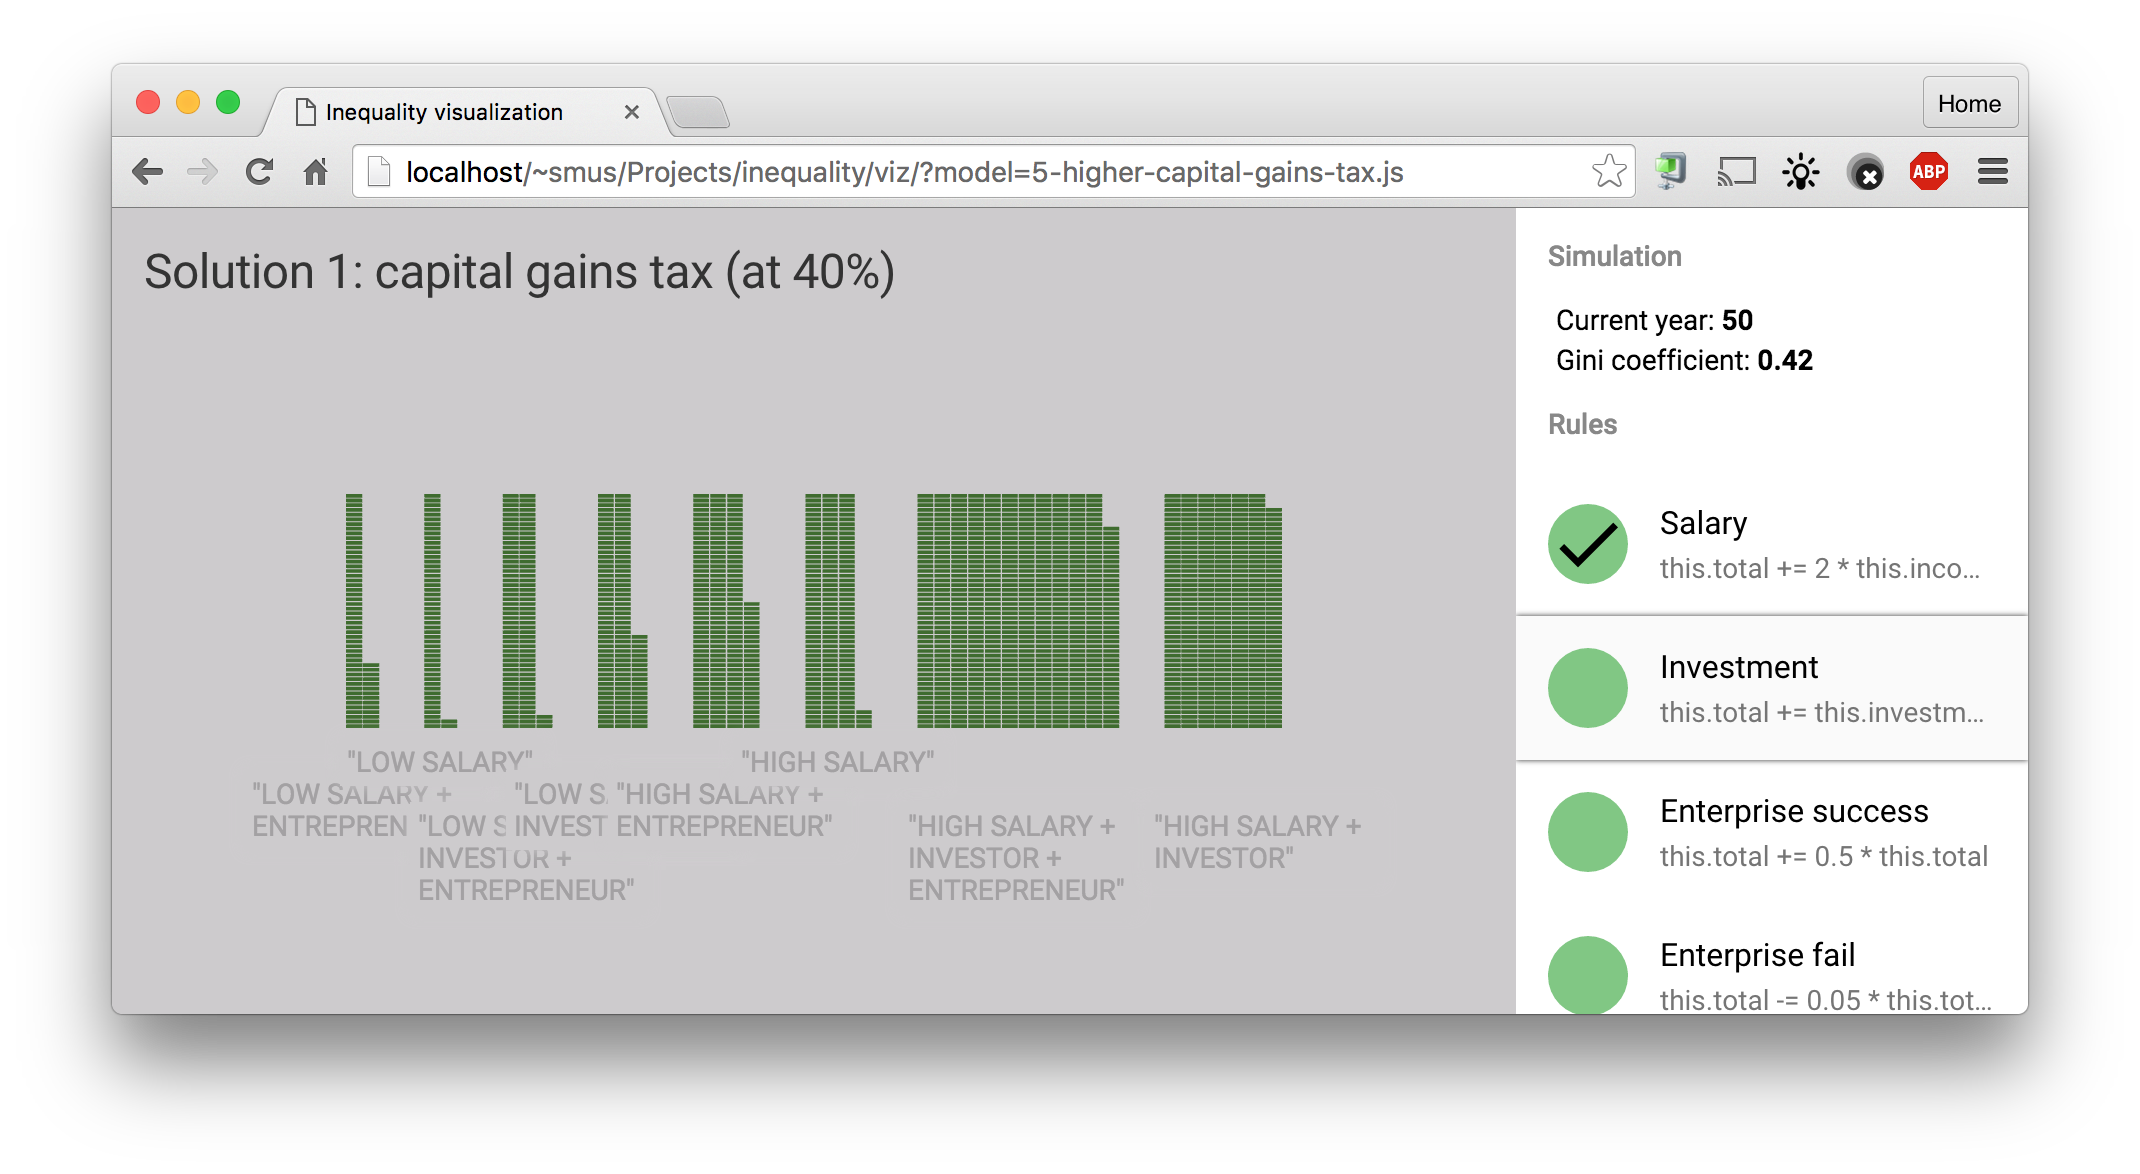 Inequality visualization
Home
localhost/~smus/Projects/inequality/viz/?model=5-higher-capital-gains-tax.js
ABP
Solution 1: capital gains tax (at 40%)
"LOW SALARY"
"HIGH SALARY"
"LOW SALARY +
"LOW S
"HIGH SALARY +
ENTREPREN
"LOW S
INVEST
ENTREPRENEUR"
"HIGH SALARY +
"HIGH SALARY +
INVESTOR +
INVESTOR +
INVESTOR"
ENTREPRENEUR"
ENTREPRENEUR"
Simulation
Current year: 50
Gini coefficient: 0.42
Rules
Salary
this.total += 2 * this.inco...
Investment
this.total += this.investm...
Enterprise success
this.total += 0.5 * this.total
Enterprise fail
this.total -= 0.05 * this.tot...